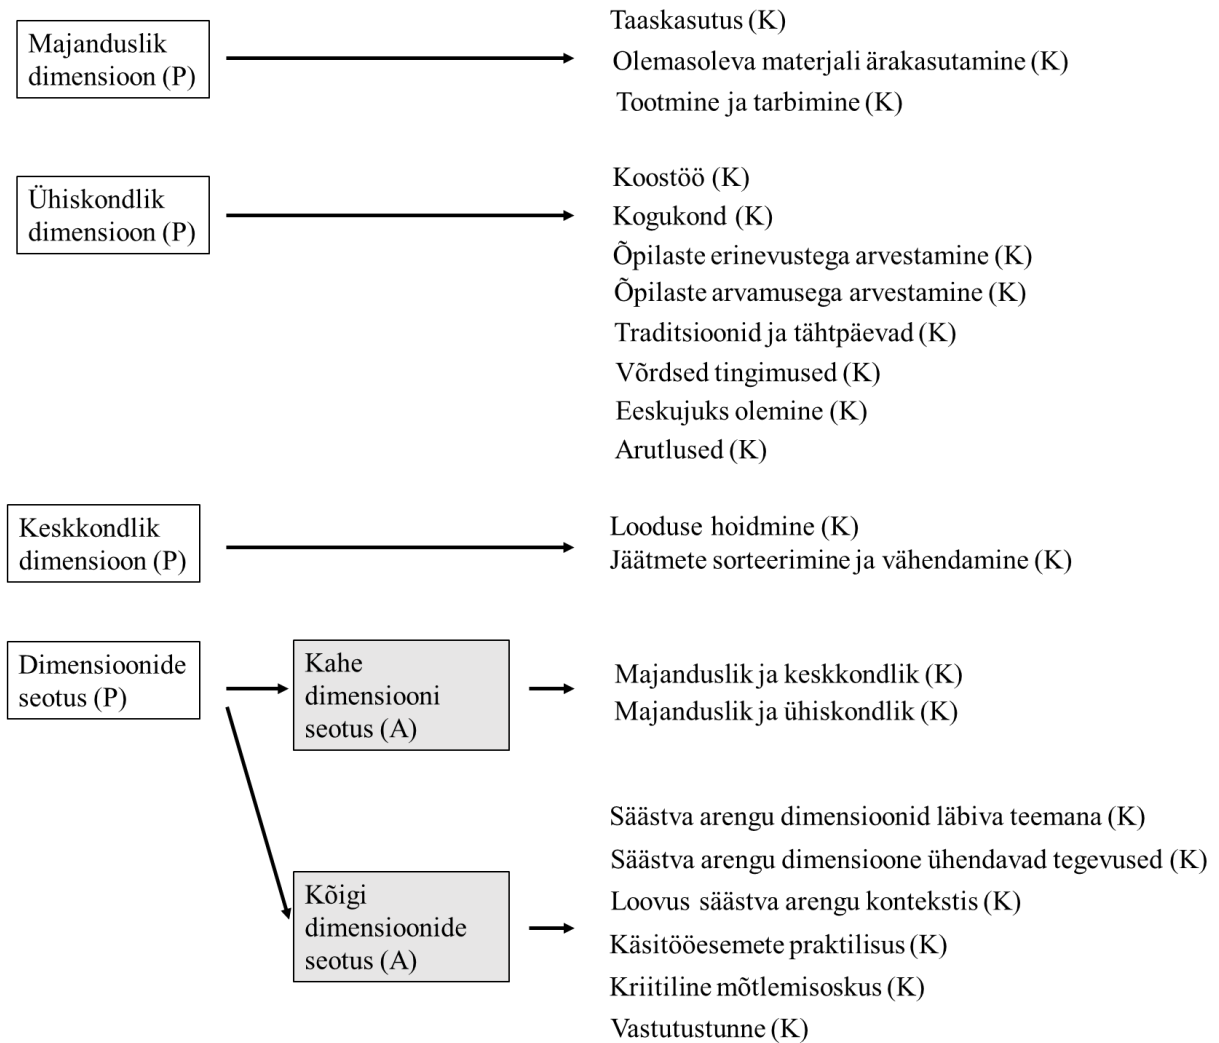 Majanduslik
dimensioon (P)
Taaskasutus (K)
Olemasoleva materjali ärakasutamine (K)
Tootmine ja tarbimine (K)
Ühiskondlik
dimensioon (P)
Koostöö (K)
Kogukond (K)
Õpilaste erinevustega arvestamine (K)
Õpilaste arvamusega arvestamine (K)
Traditsioonid ja tähtpäevad (K)
Võrdsed tingimused (K)
Eeskujuks olemine (K)
Arutlused (K)
Keskkondlik
dimensioon (P)
Looduse hoidmine (K)
Jäätmete sorteerimine ja vähendamine (K)
Dimensioonide
seotus (P)
Kahe
dimensiooni
seotus (A)
Majanduslik ja keskkondlik (K)
Majanduslik ja ühiskondlik (K)
Kõigi
dimensioonide
seotus (A)
Säästva arengu dimensioonid läbiva teemana (K)
Säästva arengu dimensioone ühendavad tegevused (K)
Loovus säästva arengu kontekstis (K)
Käsitööesemete praktilisus (K)
Kriitiline mõtlemisoskus (K)
Vastutustunne (K)